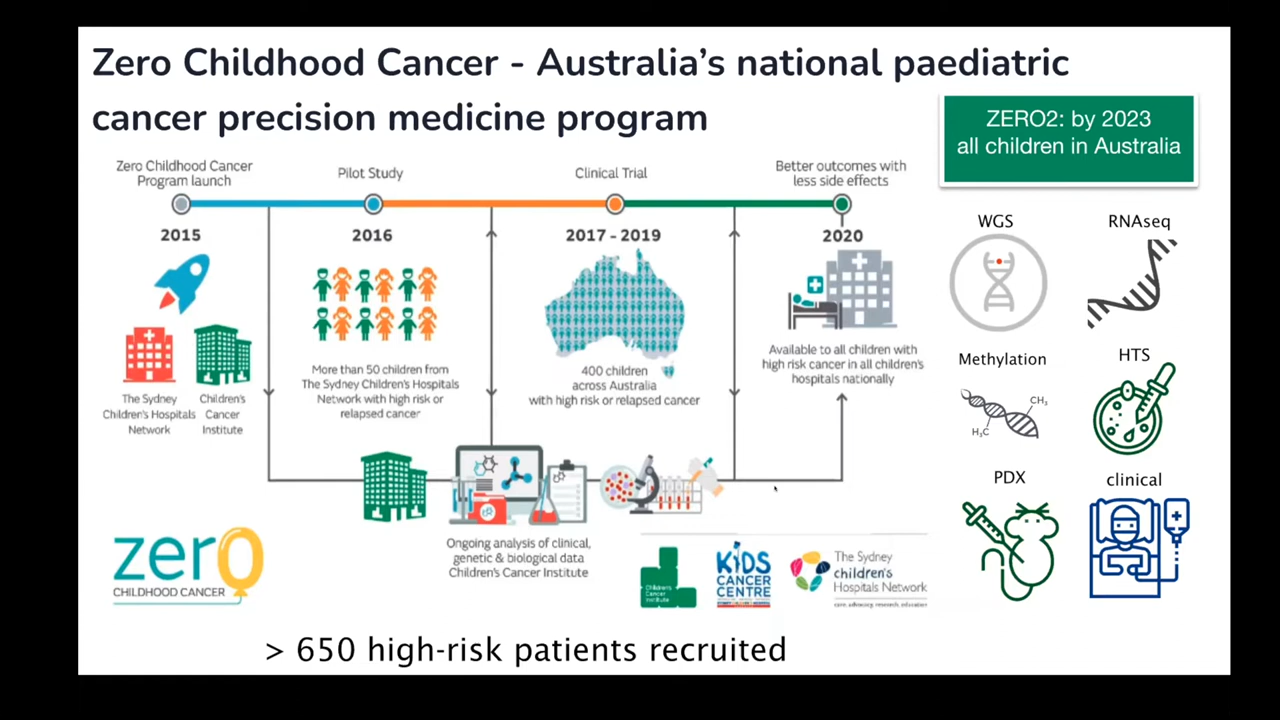 Zero Childhood Cancer - Australia's national paediatric
cancer precision medicine program
ZERO2: by 2023
all children in Australia
Zero Childhood Cancer
Program launch
Pilot Study
Clinical Trial
Better outcomes with
less side effects
2015
2016
2017 - 2019
2020
The Sydney
Children's Hospitals
Network
Children's
Cancer
Institute
More than 50 children from
The Sydney Children's Hospitals
Network with high risk or
relapsed cancer
400 children
across Australia
with high risk or relapsed cancer
Available to all children with
high risk cancer in all children's
hospitals nationally
Ongoing analysis of clinical,
genetic & biological data
Children's Cancer Institute
WGS
RNAseq
Methylation
HTS
CH₃
H₃C
PDX
clinical
zero
CHILDHOOD CANCER
Children's
Cancer
Institute
KiDS
CANCER
CENTRE
The Sydney
children's
Hospitals Network
care, advocacy, research, education
> 650 high-risk patients recruited